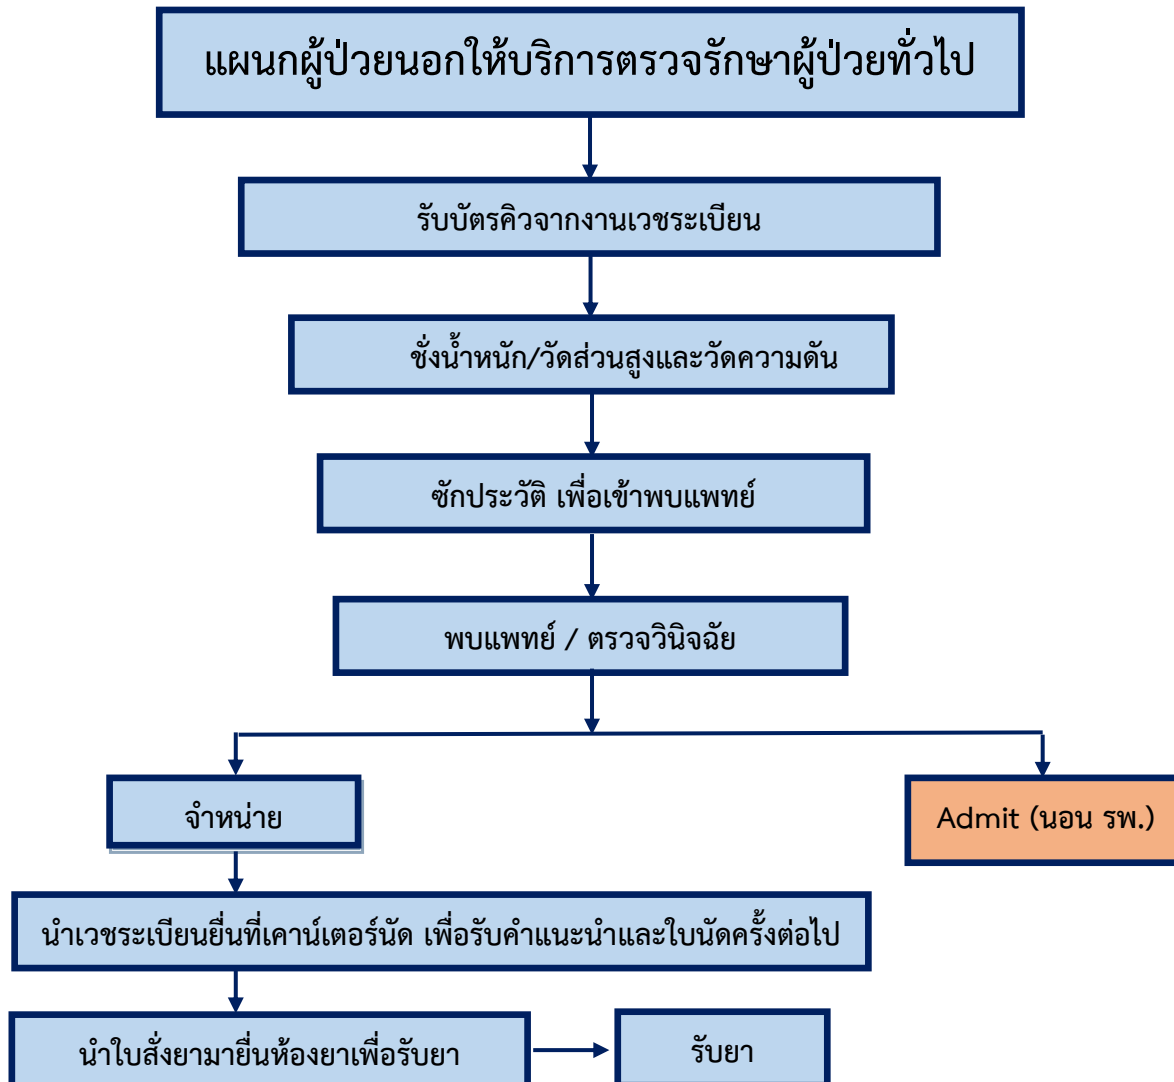 แผนกผู้ป่วยนอกให้บริการตรวจรักษาผู้ป่วยทั่วไป
รับบัตรคิวจากงานเวชระเบียน
ชั่งน้ำหนัก/วัดส่วนสูงและวัดความดัน
ซักประวัติ เพื่อเข้าพบแพทย์
พบแพทย์ / ตรวจวินิจฉัย
จำหน่าย
Admit (นอน รพ.)
นำเวชระเบียนยื่นที่เคาน์เตอร์นัด เพื่อรับคำแนะนำและใบนัดครั้งต่อไป
นำใบสั่งยามายื่นห้องยาเพื่อรับยา
รับยา